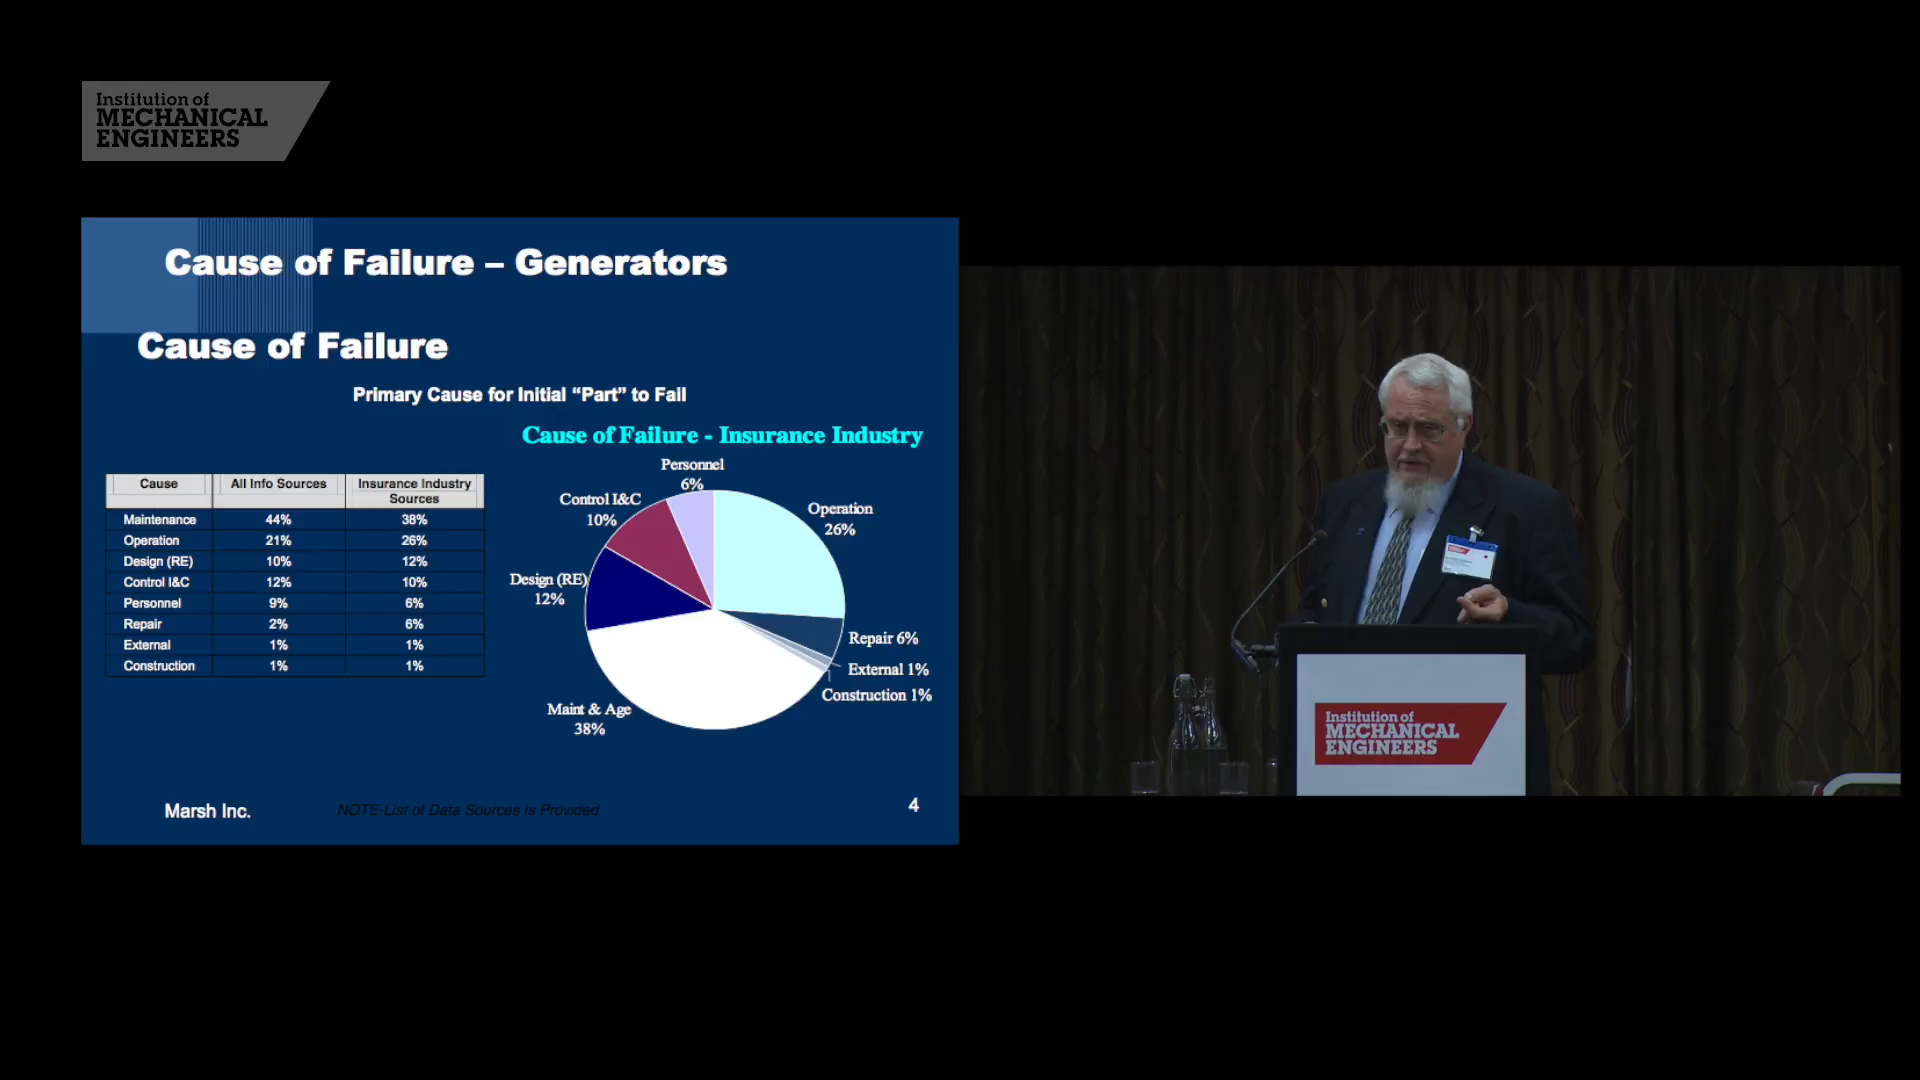 Institution of
MECHANICAL
ENGINEERS
Cause of Failure – Generators
Cause of Failure
Primary Cause for Initial “Part” to Fail
Cause of Failure - Insurance Industry
Cause All Info Sources Insurance Industry
Sources
Maintenance 44% 38%
Operation 21% 26%
Design (RE) 10% 12%
Control I&C 12% 10%
Personnel 9% 6%
Repair 2% 6%
External 1% 1%
Construction 1% 1%
Personnel
6%
Operation
26%
Control I&C
10%
Design (RE)
12%
Repair 6%
External 1%
Construction 1%
Maint & Age
38%
Marsh Inc.
NOTE-List of Data Sources is Provided
4
Institution of
MECHANICAL
ENGINEERS